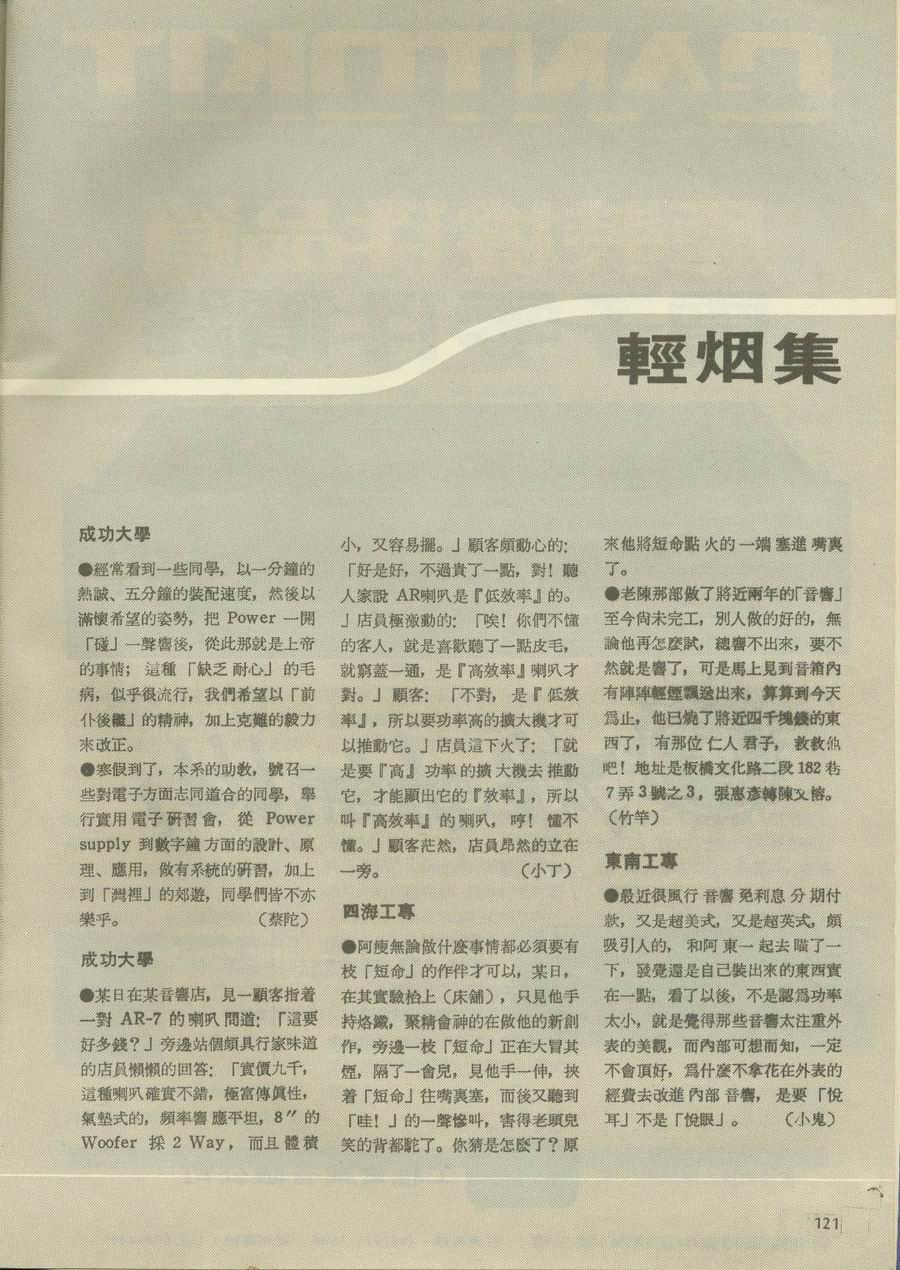 輕烟集
成功大學
●經常看到一些同學，以一分鐘的
熱誠、五分鐘的裝配速度，然後以
滿懷希望的姿勢，把 Power 一開
「碰」一聲響後，從此那就是上帝
的事情；這種「缺乏耐心」的毛
病，似乎很流行，我們希望以「前
仆後繼」的精神，加上克難的毅力
來改正。
●寒假到了，本系的助教，號召一
些對電子方面志同道合的同學，舉
行實用電子研習會，從 Power
supply 到數字鐘方面的設計、原
理、應用，做有系統的研習，加上
到「灣裡」的郊遊，同學們皆不亦
樂乎。（蔡陀）
成功大學
●某日在某音響店，見一顧客指着
一對 AR-7 的喇叭問道：「這要
好多錢？」旁邊站個頗具行家味道
的店員懶懶的回答：「實價九千，
這種喇叭確實不錯，極富傳眞性，
氣墊式的，頻率響應平坦，8″ 的
Woofer 採 2 Way，而且體積
小，又容易擺。」顧客頗動心的：
「好是好，不過貴了一點，對！聽
人家說 AR喇叭是『低效率』的。
」店員極激動的：「唉！你們不懂
的客人，就是喜歡聽了一點皮毛，
就窮蓋一通，是『高效率』喇叭才
對。」顧客：「不對，是『低效
率』，所以要功率高的擴大機才可
以推動它。」店員這下火了：「就
是要『高』功率的擴大機去推動
它，才能顯出它的『效率』，所以
叫『高效率』的喇叭，哼！懂不
懂。」顧客茫然，店員昂然的立在
一旁。（小丁）
四海工專
●阿瘦無論做什麼事情都必須要有
枝「短命」的作伴才可以，某日，
在其實驗枱上（床舖），只見他手
持烙鐵，聚精會神的在做他的新創
作，旁邊一枝「短命」正在大冒其
煙，隔了一會兒，見他手一伸，挾
着「短命」往嘴裏塞，而後又聽到
「哇！」的一聲慘叫，害得老頭兒
笑的背都駝了。你猜是怎麼了？原
來他將短命點火的一端塞進嘴裏
了。
●老陳那部做了將近兩年的「音響」
至今尙未完工，別人做的好的，無
論他再怎麼試，總響不出來，要不
然就是響了，可是馬上見到音箱內
有陣陣輕煙飄逸出來，算算到今天
爲止，他已燒了將近四千塊錢的東
西了，有那位仁人君子，救救他
吧！地址是板橋文化路二段 182 巷
7 弄 3 號之 3，張惠彥轉陳文榕。
（竹竿）
東南工專
●最近很風行音響免利息分期付
款，又是超美式，又是超英式，頗
吸引人的，和阿東一起去瞄了一
下，發覺還是自己裝出來的東西實
在一點，看了以後，不是認爲功率
太小，就是覺得那些音響太注重外
表的美觀，而內部可想而知，一定
不會頂好，爲什麼不拿花在外表的
經費去改進內部音響，是要「悅
耳」不是「悅眼」。（小鬼）
121